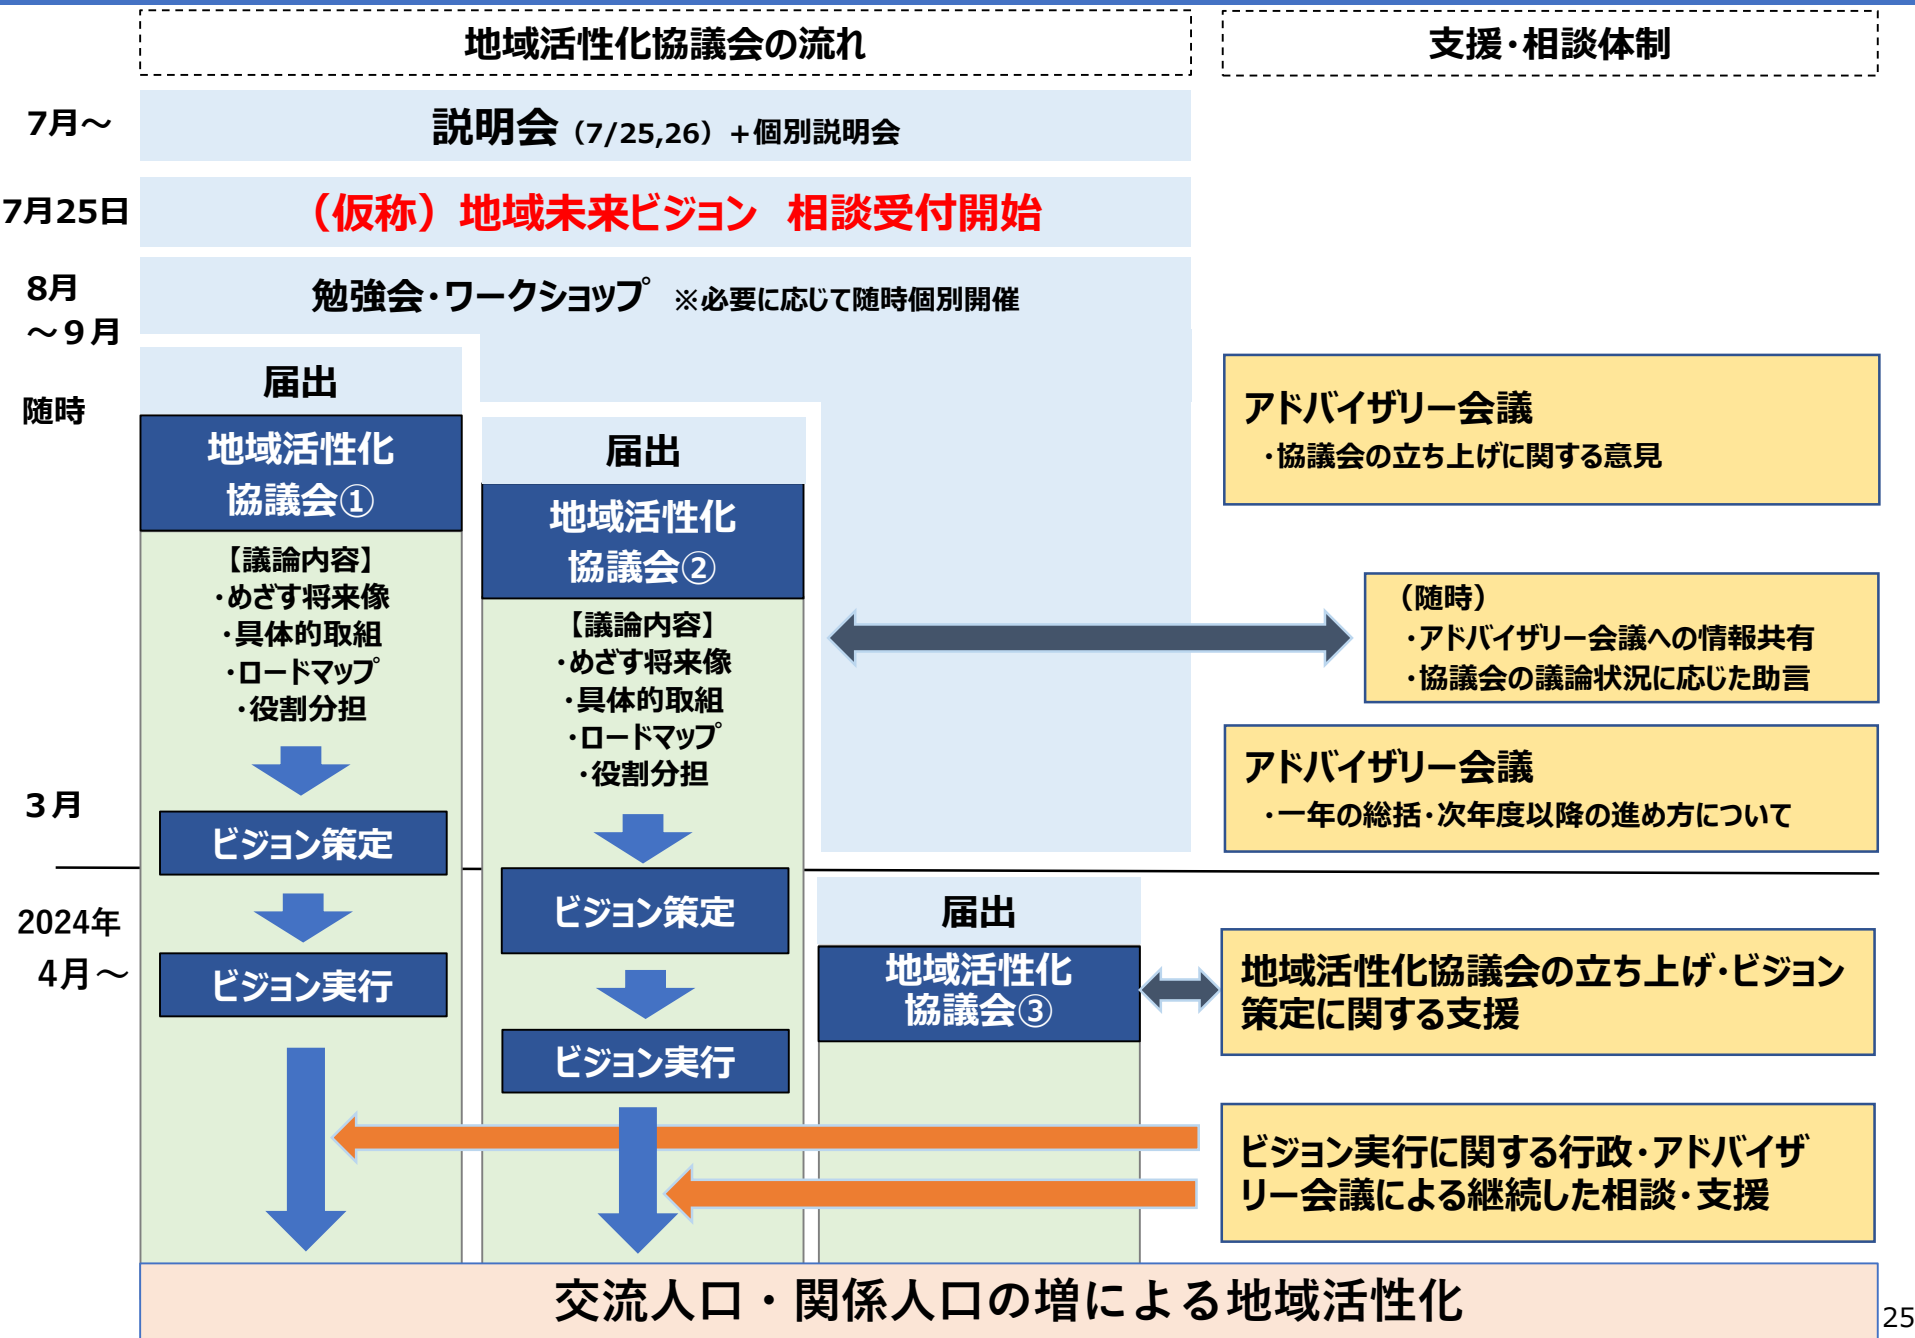 地域活性化協議会の流れ
支援･相談体制
7月～
説明会（7/25,26）＋個別説明会
7月25日
（仮称）地域未来ビジョン 相談受付開始
8月
～９月
勉強会･ワークショップ ※必要に応じて随時個別開催
随時
届出
地域活性化
協議会①
【議論内容】
･めざす将来像
･具体的取組
･ロードマップ
･役割分担
３月
ビジョン策定
2024年
4月～
ビジョン実行
届出
地域活性化
協議会②
【議論内容】
･めざす将来像
･具体的取組
･ロードマップ
･役割分担
ビジョン策定
ビジョン実行
届出
地域活性化
協議会③
アドバイザリー会議
･協議会の立ち上げに関する意見
（随時）
･アドバイザリー会議への情報共有
･協議会の議論状況に応じた助言
アドバイザリー会議
･一年の総括･次年度以降の進め方について
地域活性化協議会の立ち上げ･ビジョン
策定に関する支援
ビジョン実行に関する行政･アドバイザ
リー会議による継続した相談･支援
交流人口・関係人口の増による地域活性化
25